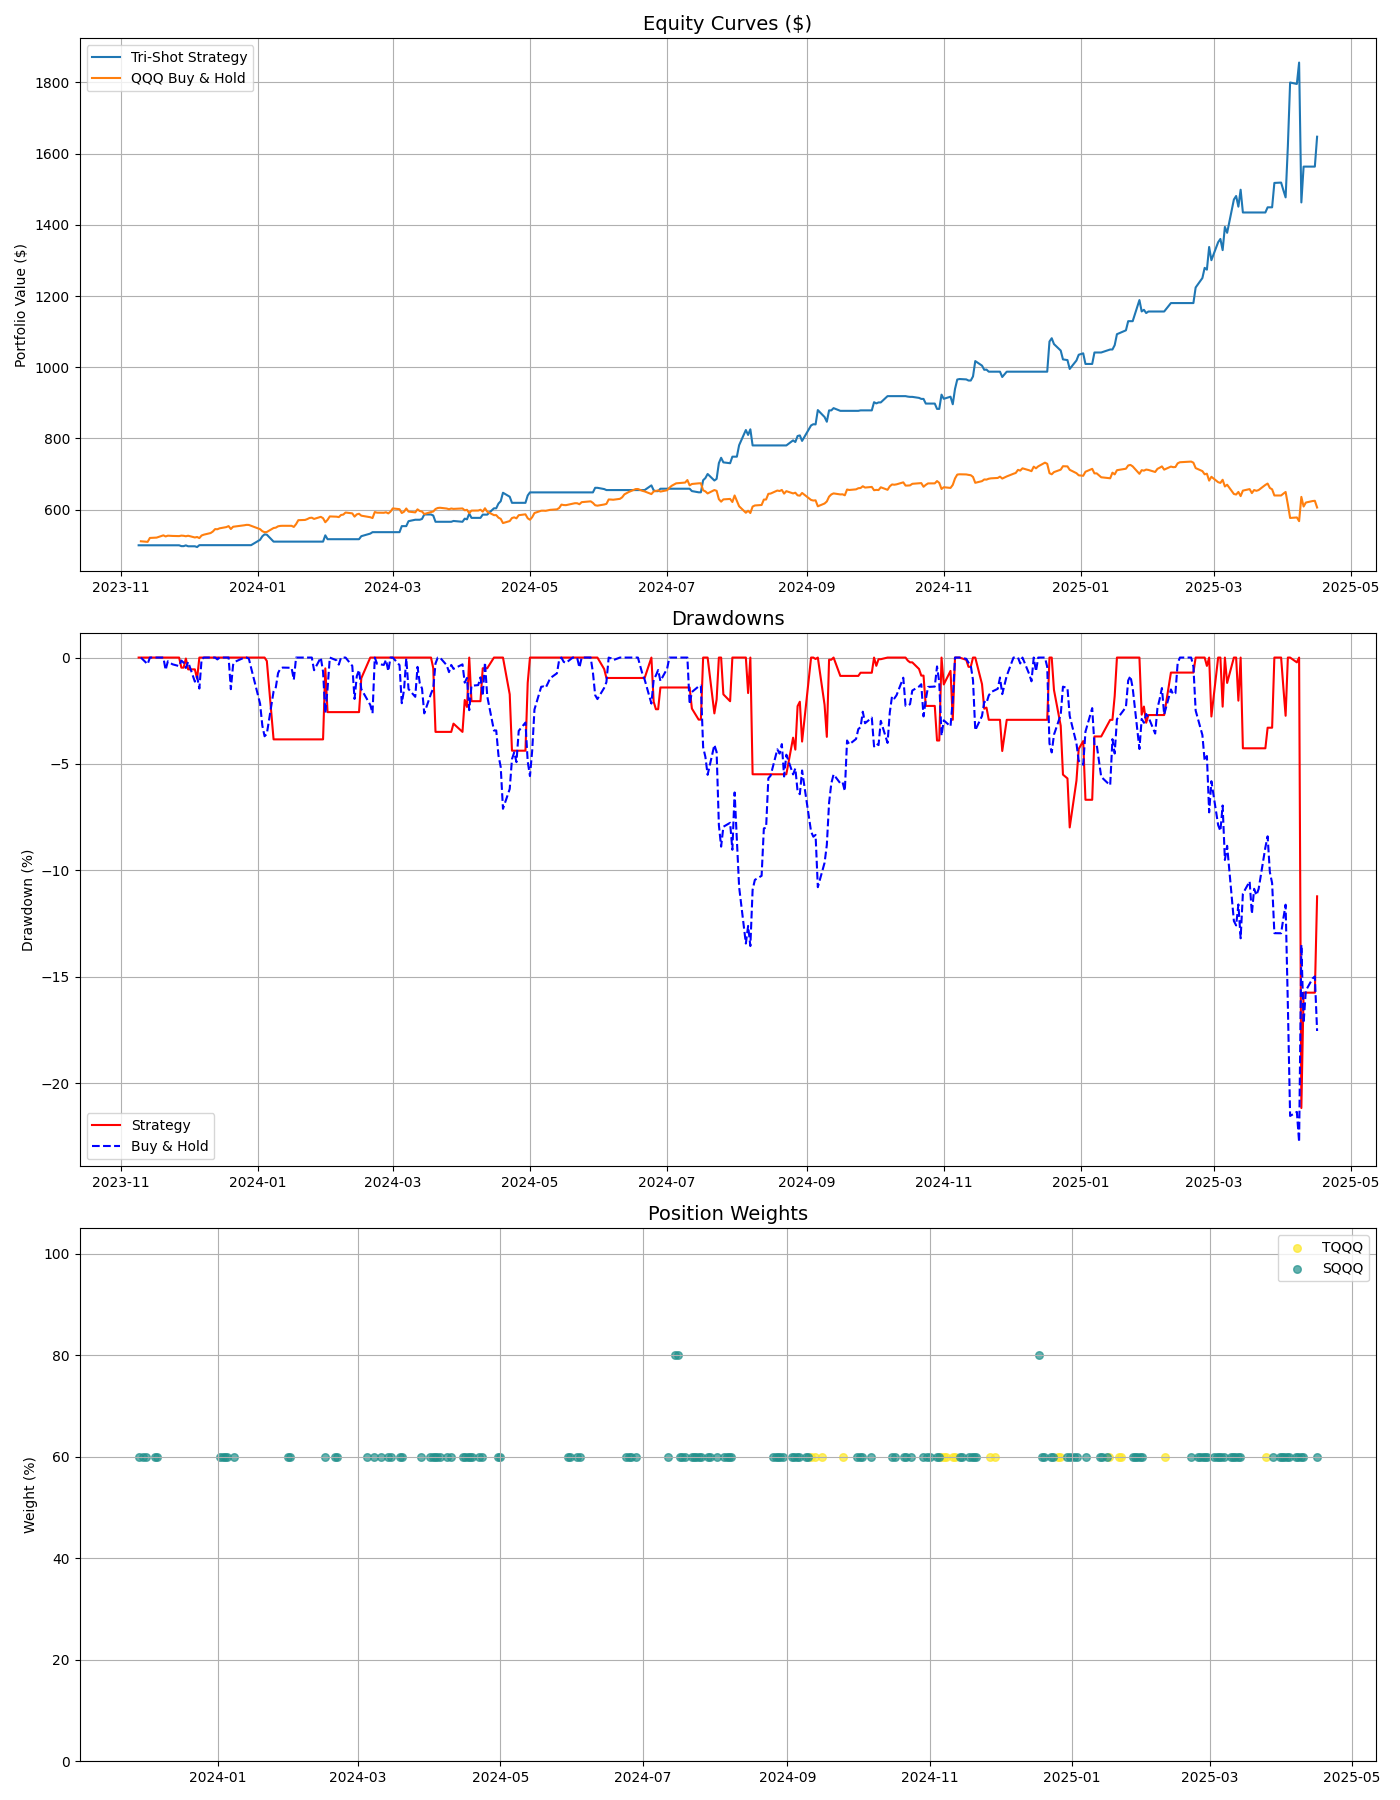 Equity Curves ($)
Tri-Shot Strategy
QQQ Buy & Hold
Portfolio Value ($)
1800
1600
1400
1200
1000
800
600
2023-11 2024-01 2024-03 2024-05 2024-07 2024-09 2024-11 2025-01 2025-03 2025-05
Drawdowns
Drawdown (%)
0
−5
−10
−15
−20
Strategy
Buy & Hold
2023-11 2024-01 2024-03 2024-05 2024-07 2024-09 2024-11 2025-01 2025-03 2025-05
Position Weights
TQQQ
SQQQ
Weight (%)
100
80
60
40
20
0
2024-01 2024-03 2024-05 2024-07 2024-09 2024-11 2025-01 2025-03 2025-05